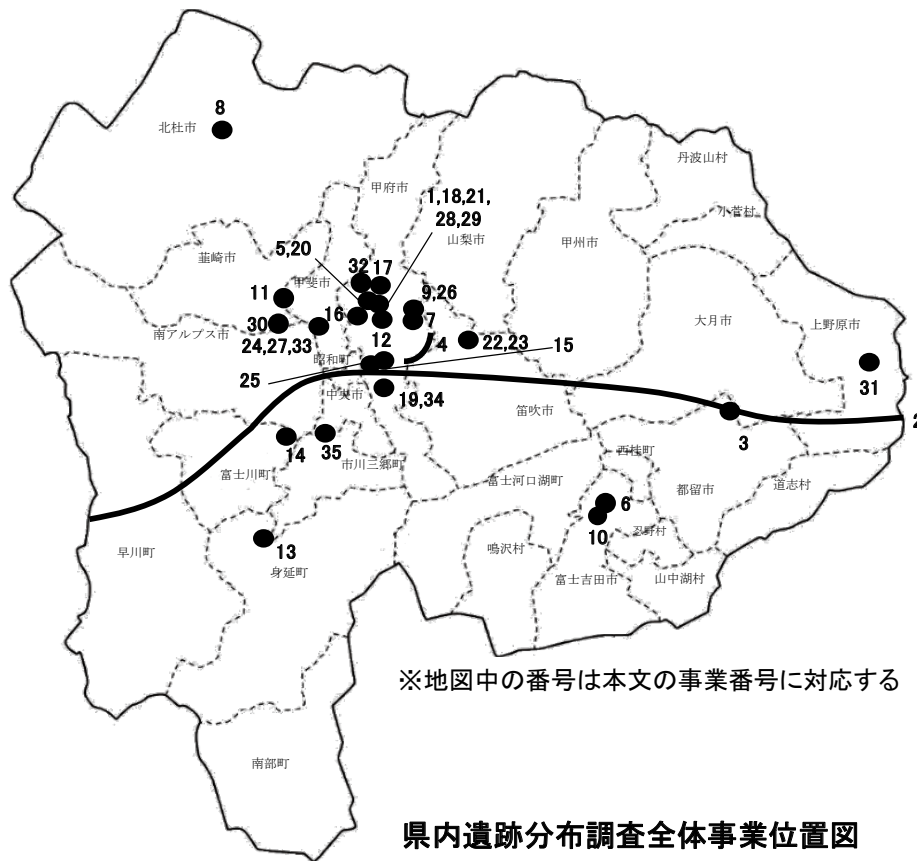 8
北杜市
丹波山村
甲府市
小菅村
1,18,21,
28,29
山梨市
甲州市
韮崎市
5,20
32
17
甲斐市
9,26
11
16
7
大月市
上野原市
30
南アルプス市
24,27,33
12
4
22,23
15
昭和町
25
31
中央市
19,34
笛吹市
2
3
14
35
西桂町
市川三郷町
富士川町
富士河口湖町
都留市
道志村
6
10
忍野村
13
早川町
鳴沢村
身延町
富士吉田市
山中湖村
※地図中の番号は本文の事業番号に対応する
南部町
県内遺跡分布調査全体事業位置図